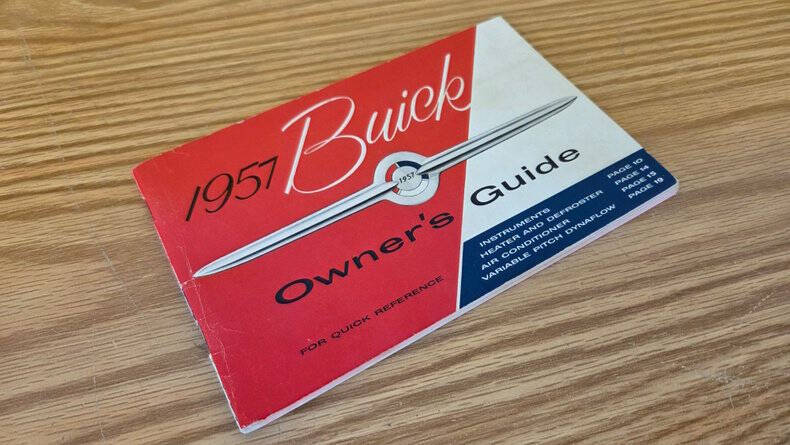 1957 Buick
1957
Owner's Guide
FOR QUICK REFERENCE
INSTRUMENTS PAGE 10
HEATER AND DEFROSTER PAGE 14
AIR CONDITIONER PAGE 15
VARIABLE PITCH DYNAFLOW PAGE 19